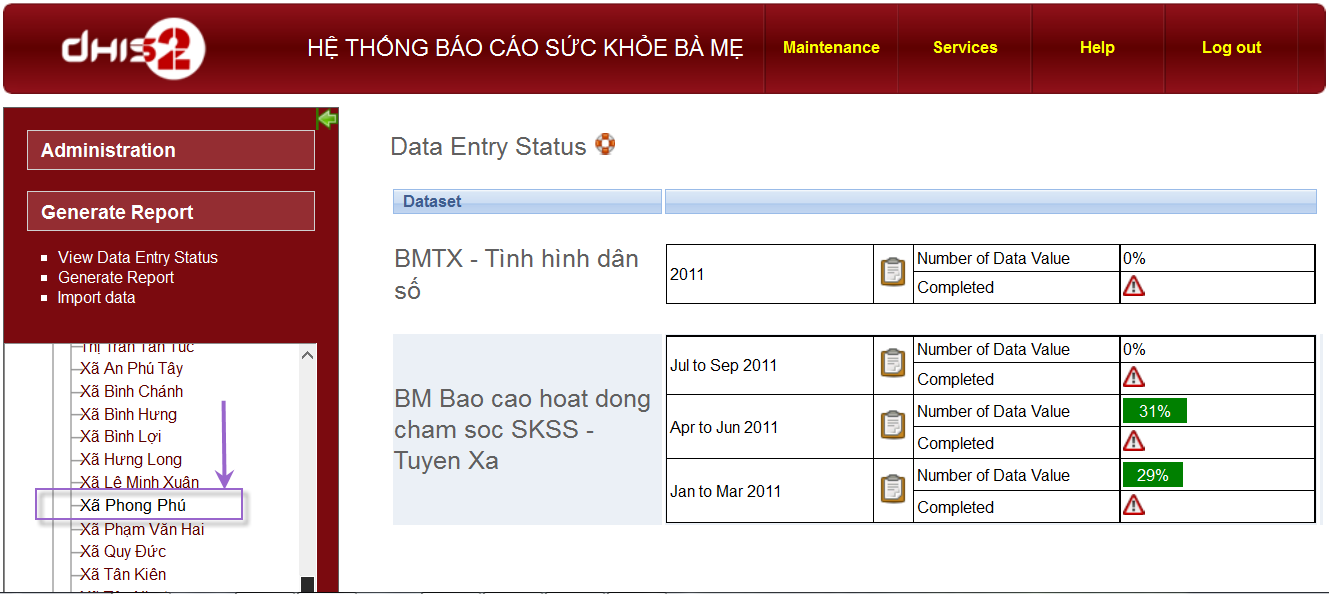 dHIS2
HỆ THỐNG BÁO CÁO SỨC KHỎE BÀ MẸ
Maintenance
Services
Help
Log out
Administration
Generate Report
View Data Entry Status
Generate Report
Import data
Thị Trấn Tân Túc
Xã An Phú Tây
Xã Bình Chánh
Xã Bình Hưng
Xã Bình Lợi
Xã Hưng Long
Xã Lê Minh Xuân
Xã Phong Phú
Xã Phạm Văn Hai
Xã Quy Đức
Xã Tân Kiên
Data Entry Status
Dataset
BMTX - Tình hình dân
số
2011
Number of Data Value 0%
Completed
BM Bao cao hoat dong
cham soc SKSS -
Tuyen Xa
Jul to Sep 2011
Number of Data Value 0%
Completed
Apr to Jun 2011
Number of Data Value 31%
Completed
Jan to Mar 2011
Number of Data Value 29%
Completed